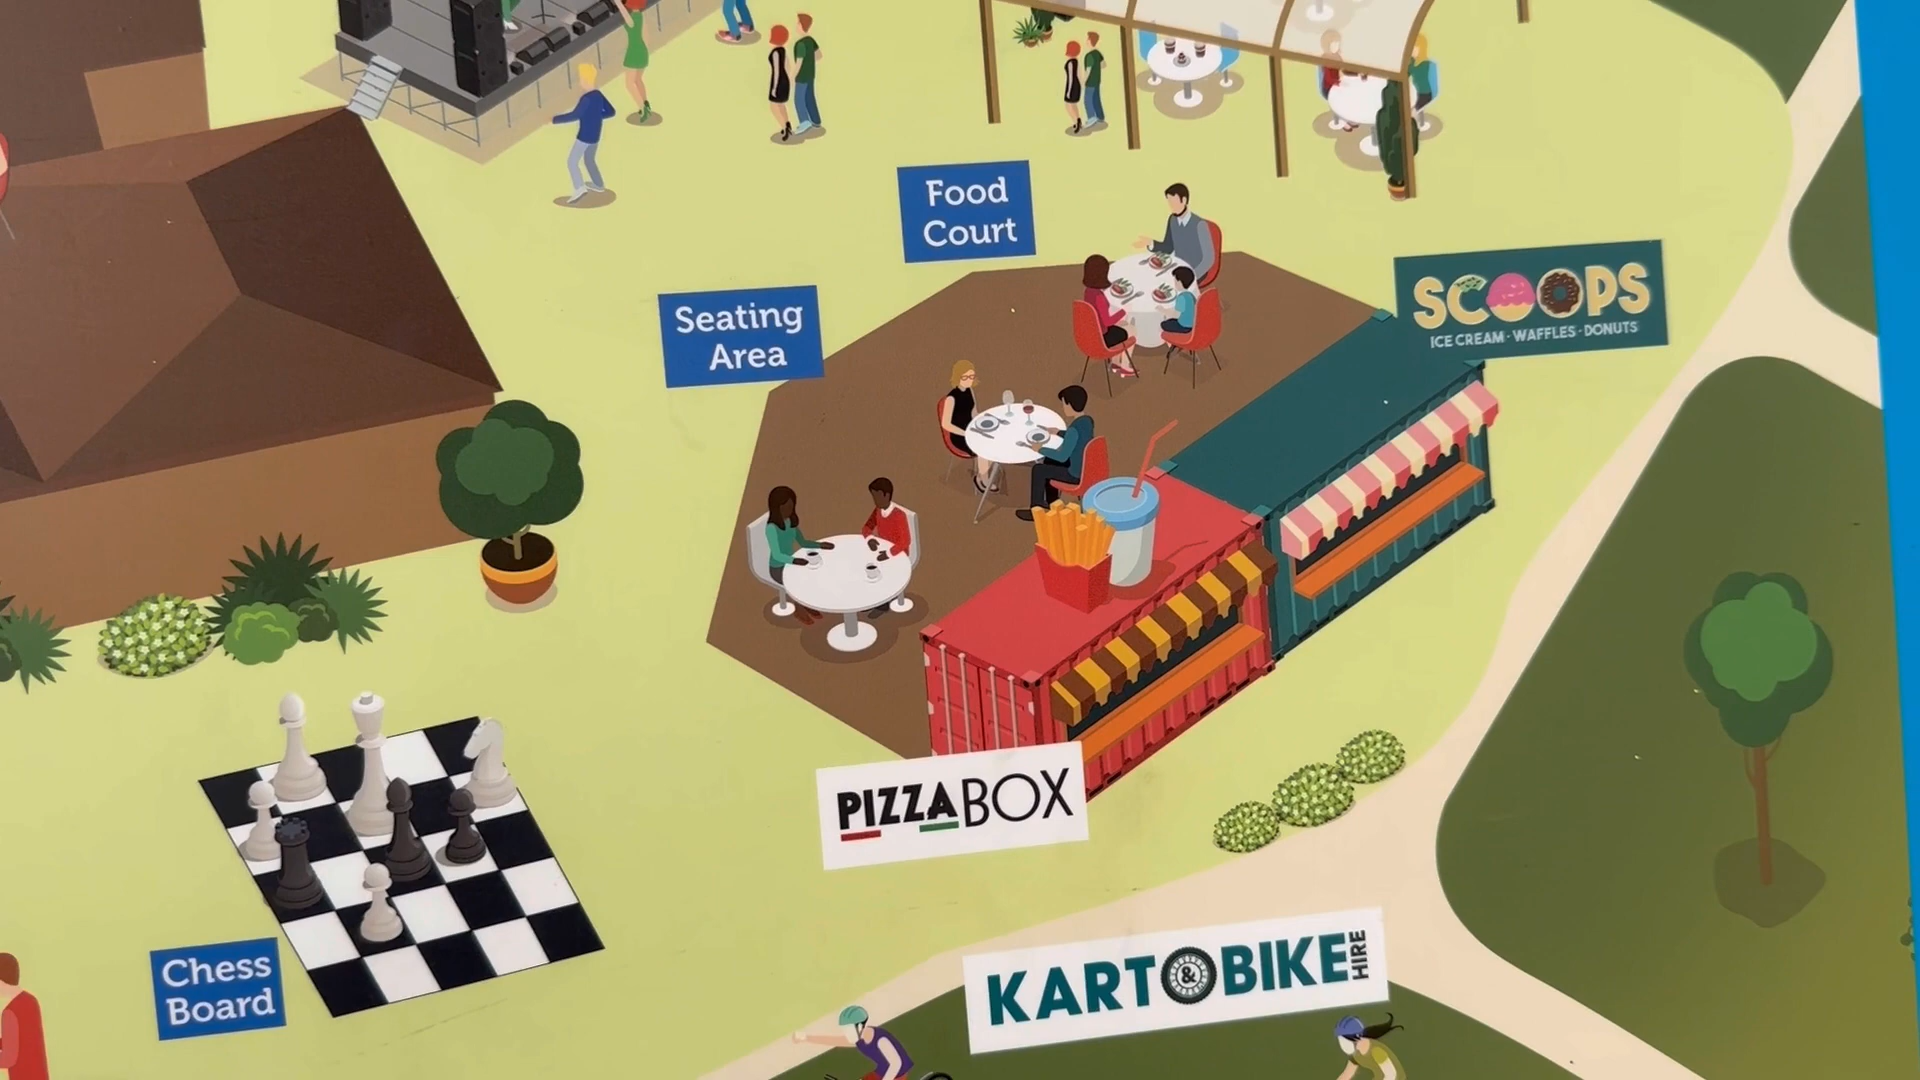 Food
Court
Seating
Area
SCOOPS
ICE CREAM · WAFFLES · DONUTS
PIZZABOX
KART & BIKE HIRE
Chess
Board